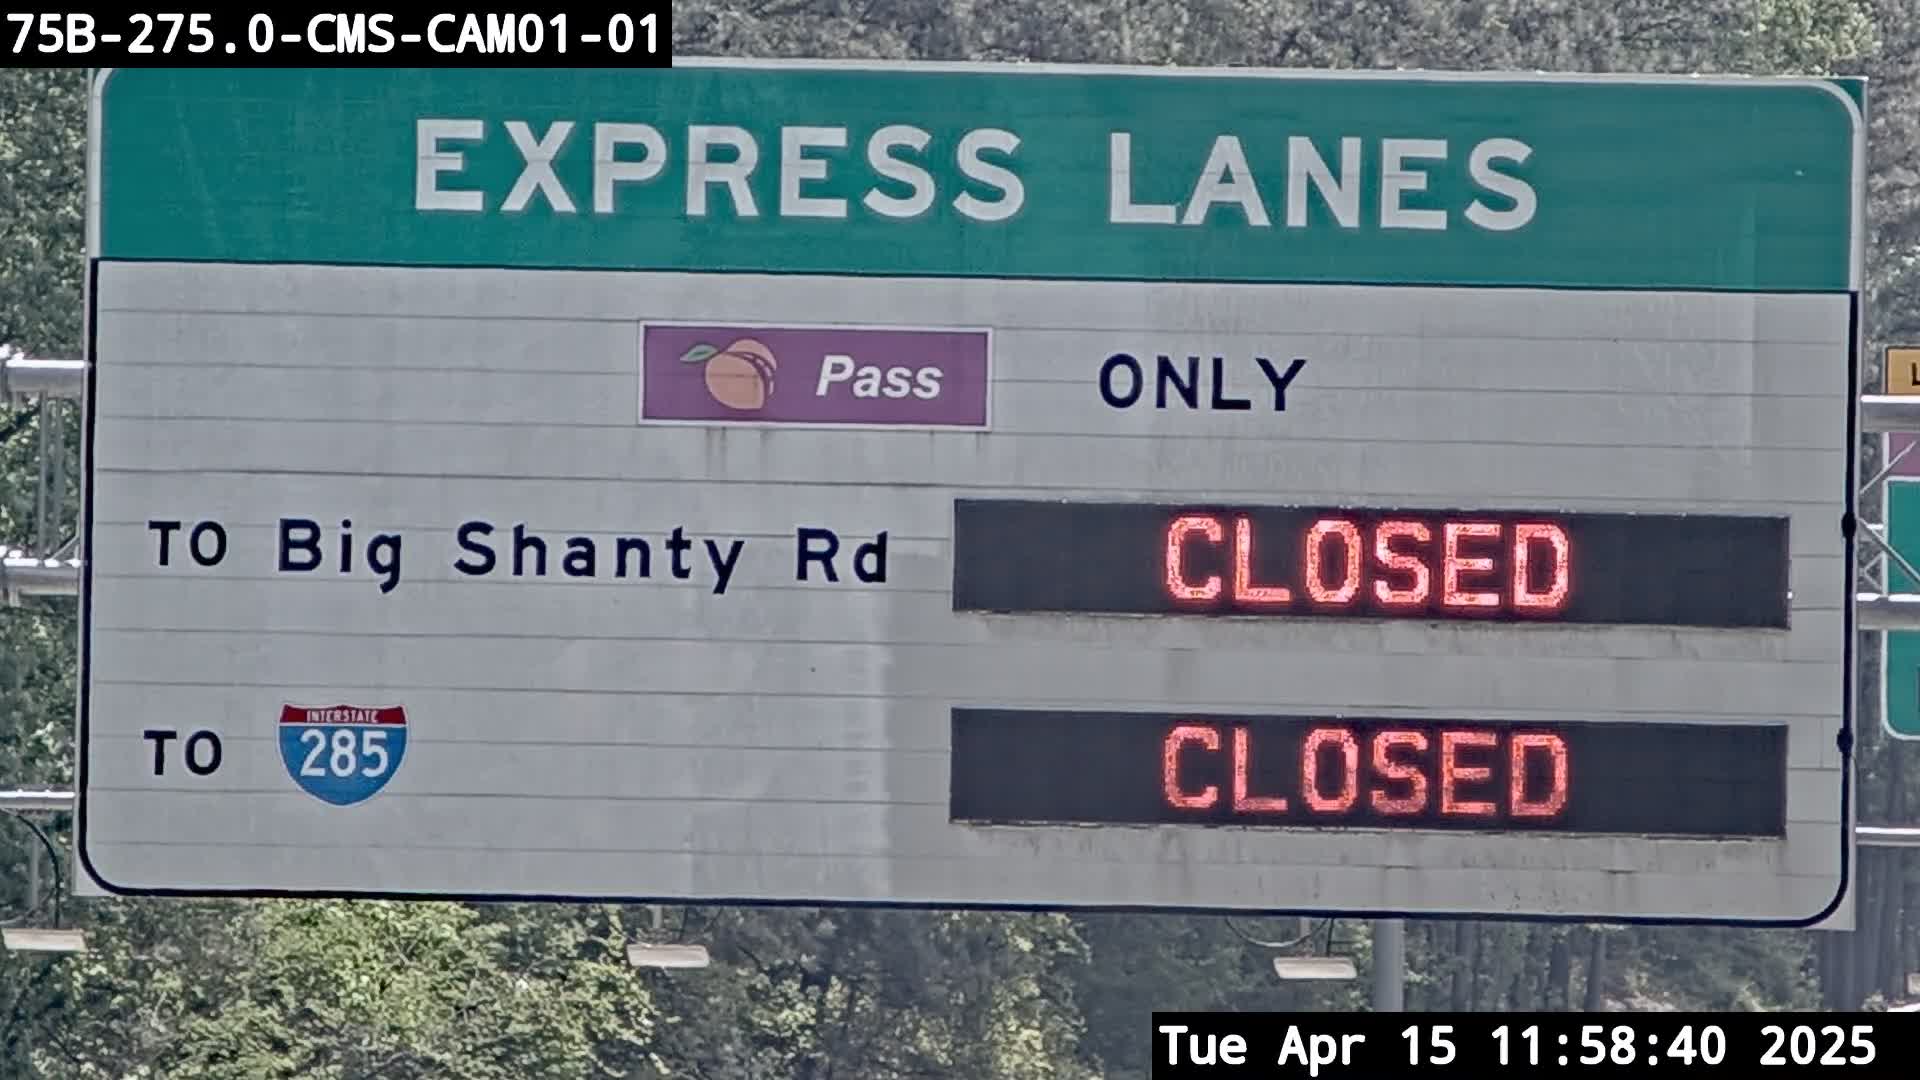 75B-275.0-CMS-CAM01-01
EXPRESS LANES
Pass ONLY
TO Big Shanty Rd CLOSED
TO INTERSTATE 285 CLOSED
Tue Apr 15 11:58:40 2025